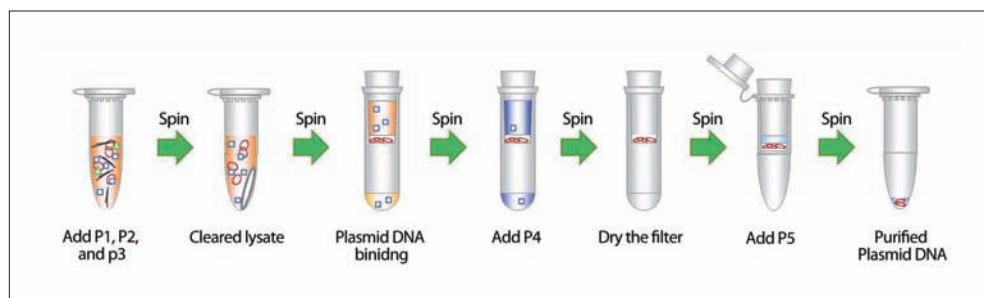 Spin
Spin
Spin
Spin
Spin
Spin
Add P1, P2,
and p3
Cleared lysate
Plasmid DNA
binidng
Add P4
Dry the filter
Add P5
Purified
Plasmid DNA